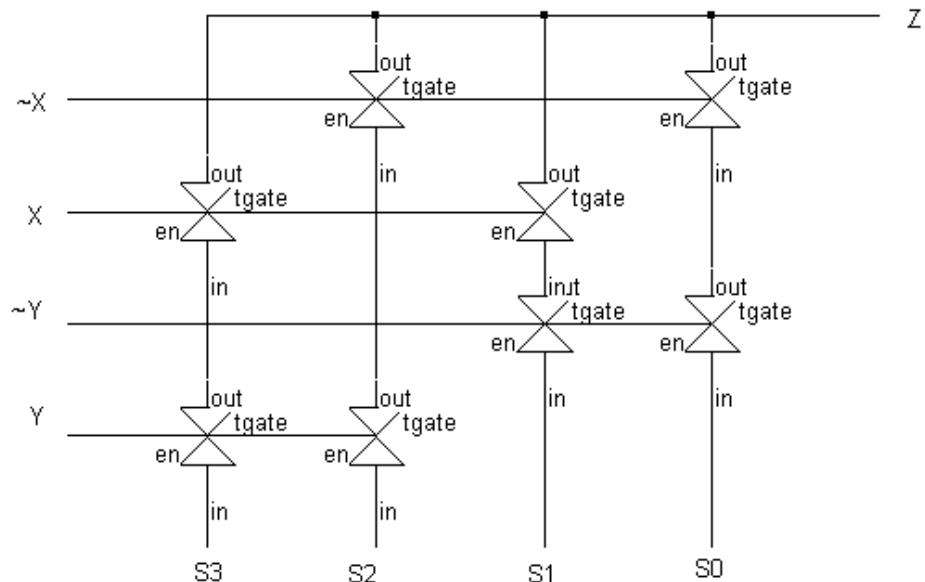 Z
out out
~X tgate tgate
en en
in in
out out
tgate tgate
X
en en
in inut out
~Y tgate tgate
en en
out out in in
Y tgate tgate
en en
in in
S3 S2 S1 S0